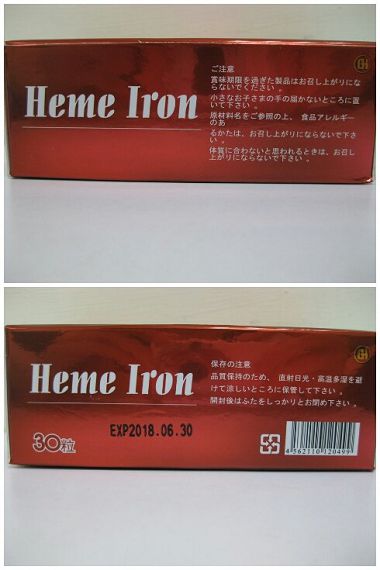 Heme Iron
ご注意
賞味期限を過ぎた製品はお召し上がりにな
らないでください 。
小さなお子さまの手の届かないところに置
いて下さい 。
原材料名をご参照の上、 食品アレルギー
のあ
るかたは、お召し上がりにならないで下さ
い 。
体質に合わないと思われるときは、お召し
上がりにならないで下さい 。
Heme Iron
保存の注意
品質保持のため、 直射日光・高温多湿を避
けて涼しいところに保管して下さい 。
開封後はふたをしっかりとお閉め下さい 。
EXP2018.06.30
30粒
4 562110 120499